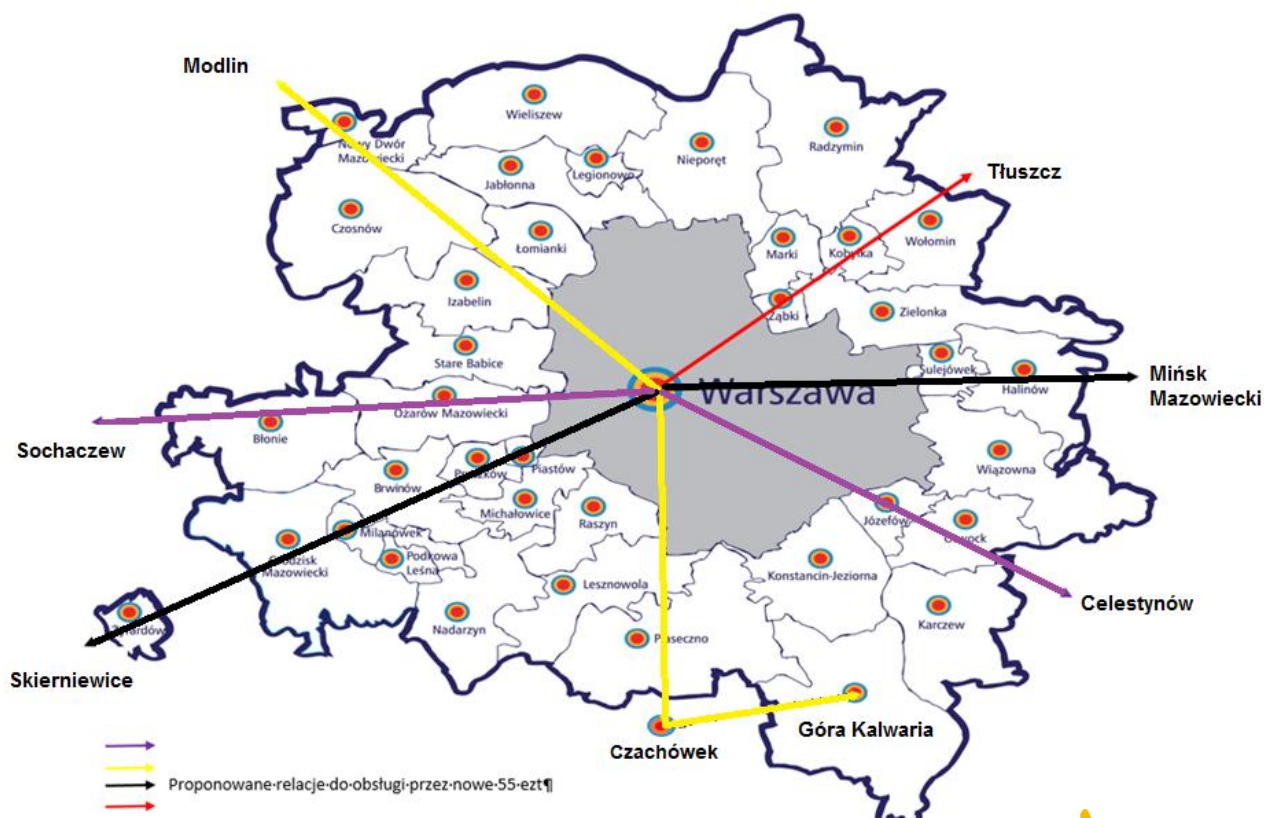 Modlin
Wieliszew
Nowy Dwór
Mazowiecki
Radzymin
Nieporęt
Legionowo
Jabłonna
Tłuszcz
Czosnów
Łomianki
Marki
Kobyłka
Wołomin
Izabelin
Ząbki
Zielonka
Stare Babice
Sulejówek
Halinów
Mińsk
Mazowiecki
Warszawa
Ożarów Mazowiecki
Sochaczew
Błonie
Piastów
Pruszków
Brwinów
Wiązowna
Michałowice
Raszyn
Józefów
Otwock
Milanówek
Grodzisk
Mazowiecki
Podkowa
Leśna
Lesznowola
Konstancin-Jeziorna
Celestynów
Karczew
Żyrardów
Nadarzyn
Piaseczno
Skierniewice
Góra Kalwaria
Czachówek
Proponowane·relacje·do·obsługi·przez·nowe·55·ezt¶